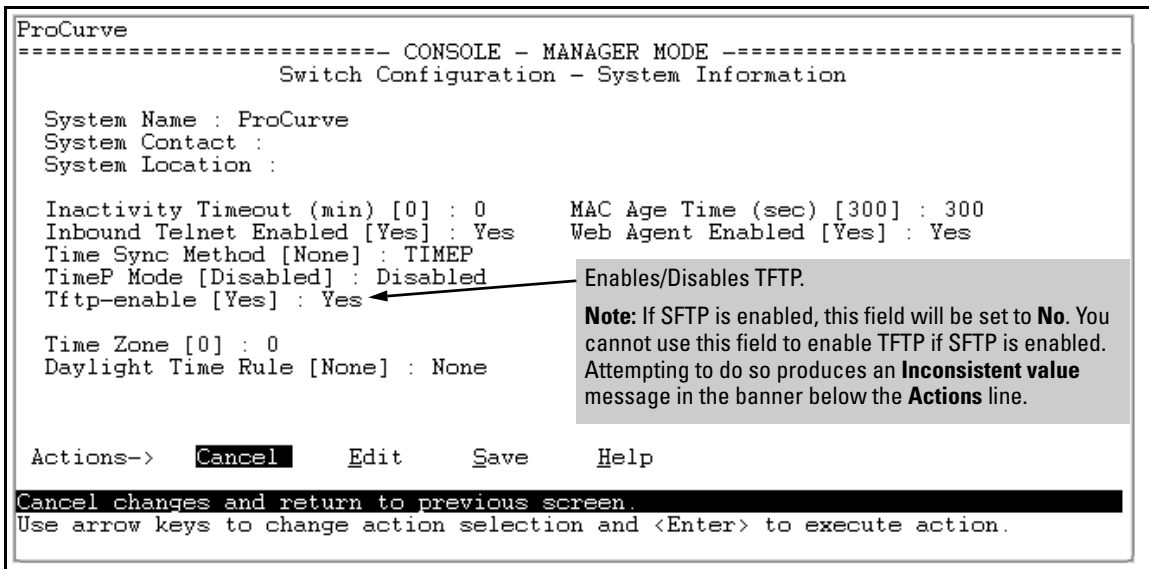 ProCurve
==========================- CONSOLE - MANAGER MODE -============================
Switch Configuration - System Information
System Name : ProCurve
System Contact :
System Location :
Inactivity Timeout (min) [0] : 0 MAC Age Time (sec) [300] : 300
Inbound Telnet Enabled [Yes] : Yes Web Agent Enabled [Yes] : Yes
Time Sync Method [None] : TIMEP
TimeP Mode [Disabled] : Disabled
Tftp-enable [Yes] : Yes
Enables/Disables TFTP.
Note: If SFTP is enabled, this field will be set to No. You
cannot use this field to enable TFTP if SFTP is enabled.
Attempting to do so produces an Inconsistent value
message in the banner below the Actions line.
Time Zone [0] : 0
Daylight Time Rule [None] : None
Actions-> Cancel Edit Save Help
Cancel changes and return to previous screen.
Use arrow keys to change action selection and <Enter> to execute action.